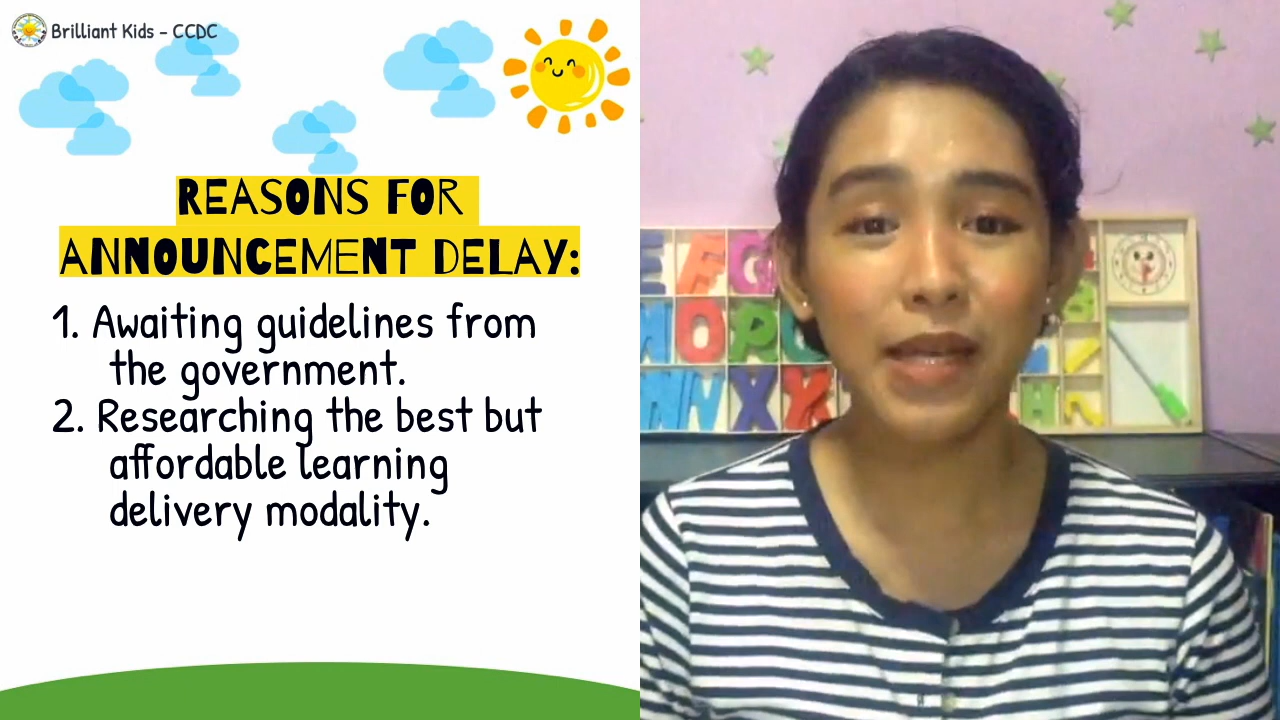 Brilliant Kids - CCDC
REASONS FOR
ANNOUNCEMENT DELAY:
1. Awaiting guidelines from
the government.
2. Researching the best but
affordable learning
delivery modality.
E F G
M O P
W X X